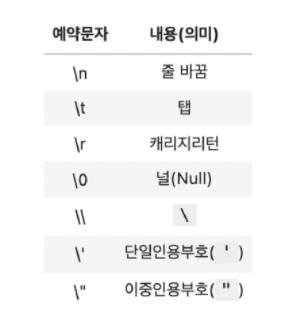 예약문자 내용(의미)
\n 줄 바꿈
\t 탭
\r 캐리지리턴
\0 널(Null)
\\ \
\' 단일인용부호( ' )
\" 이중인용부호( " )